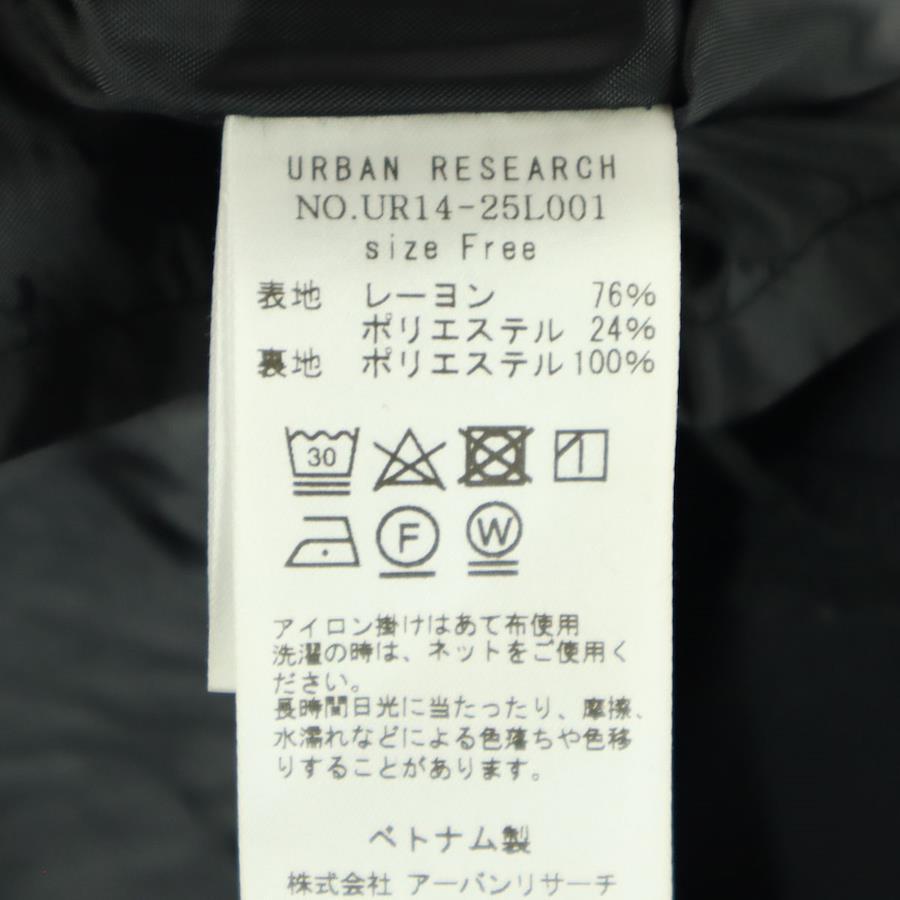 URBAN RESEARCH
NO.UR14-25L001
size Free
表地 レーヨン 76%
ポリエステル 24%
裏地 ポリエステル 100%
30
F W
アイロン掛けはあて布使用
洗濯の時は、ネットをご使用く
ださい。
長時間日光に当たったり、摩擦、
水濡れなどによる色落ちや色移
りすることがあります。
ベトナム製
株式会社 アーバンリサーチ